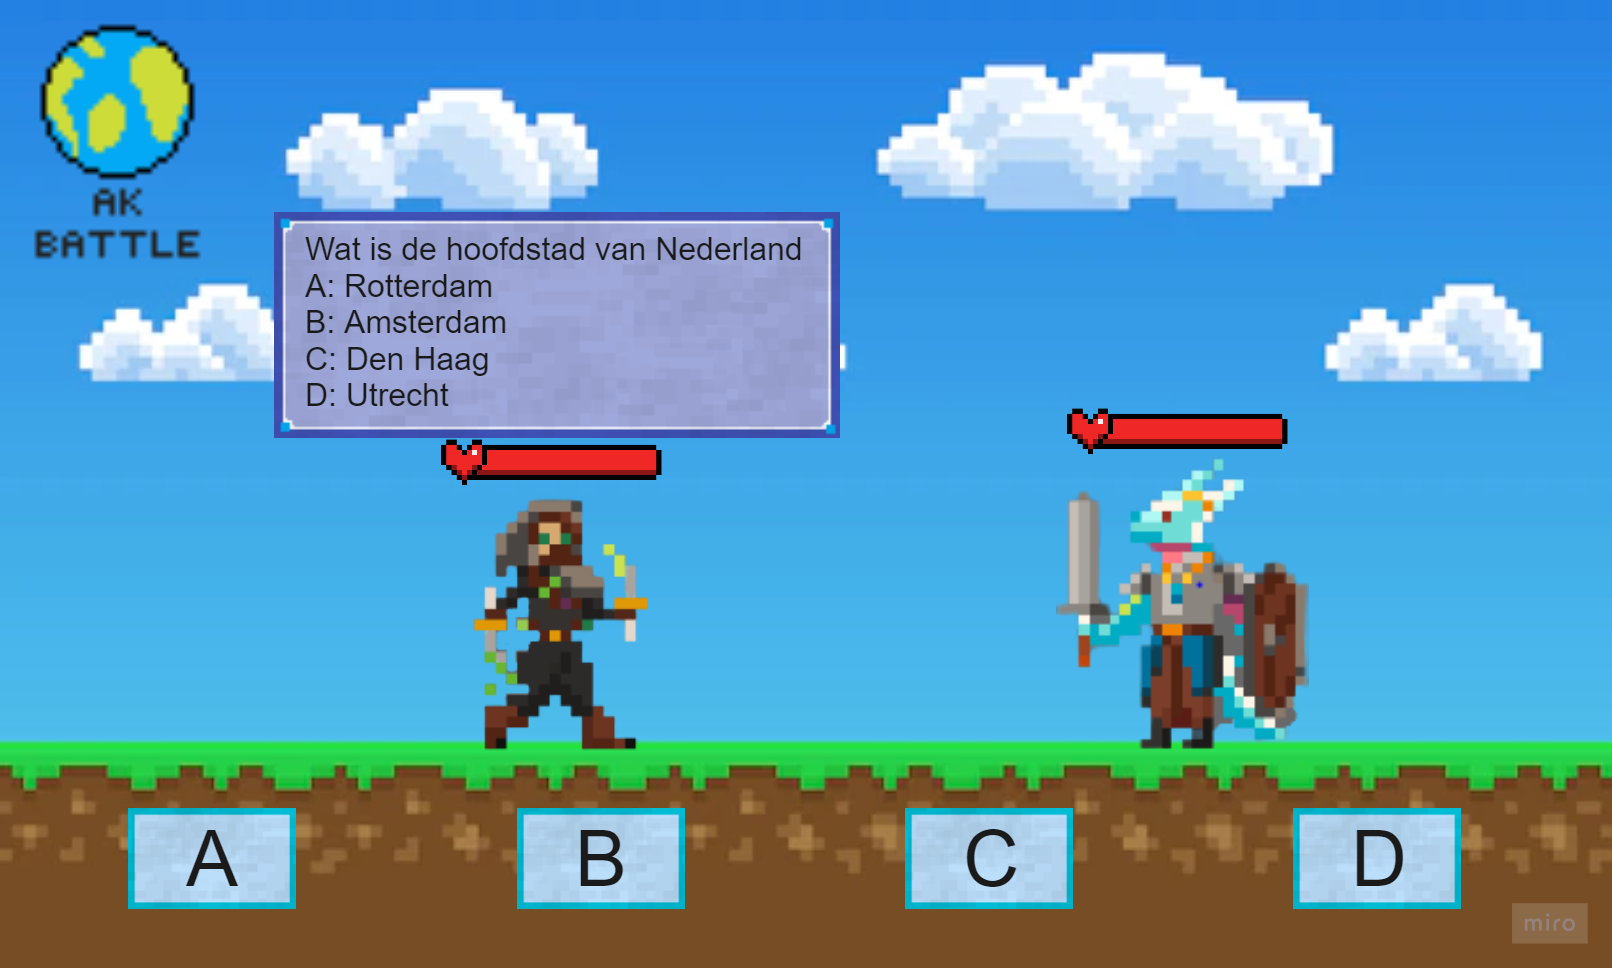 AK
BATTLE
Wat is de hoofdstad van Nederland
A: Rotterdam
B: Amsterdam
C: Den Haag
D: Utrecht
A
B
C
D
miro